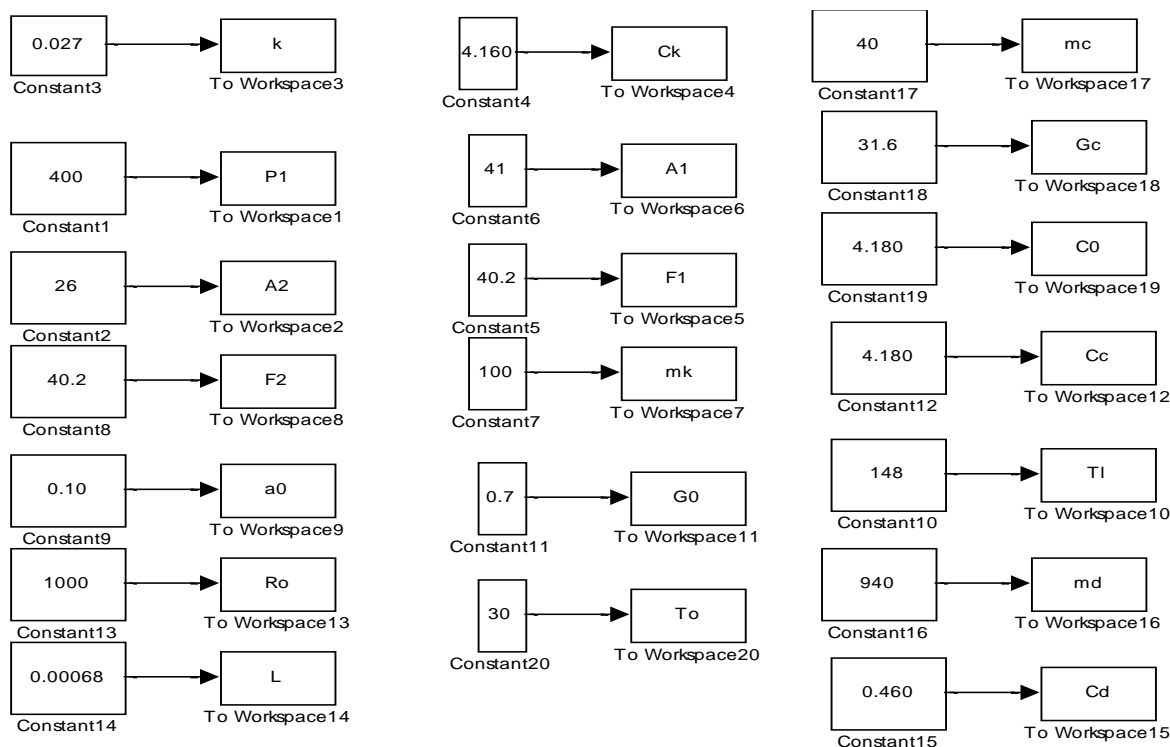 0.027
k
Constant3
To Workspace3
400
P1
Constant1
To Workspace1
26
A2
Constant2
To Workspace2
40.2
F2
Constant8
To Workspace8
0.10
a0
Constant9
To Workspace9
1000
Ro
Constant13
To Workspace13
0.00068
L
Constant14
To Workspace14
4.160
Ck
Constant4
To Workspace4
41
A1
Constant6
To Workspace6
40.2
F1
Constant5
To Workspace5
100
mk
Constant7
To Workspace7
0.7
G0
Constant11
To Workspace11
30
To
Constant20
To Workspace20
40
mc
Constant17
To Workspace17
31.6
Gc
Constant18
To Workspace18
4.180
C0
Constant19
To Workspace19
4.180
Cc
Constant12
To Workspace12
148
TI
Constant10
To Workspace10
940
md
Constant16
To Workspace16
0.460
Cd
Constant15
To Workspace15